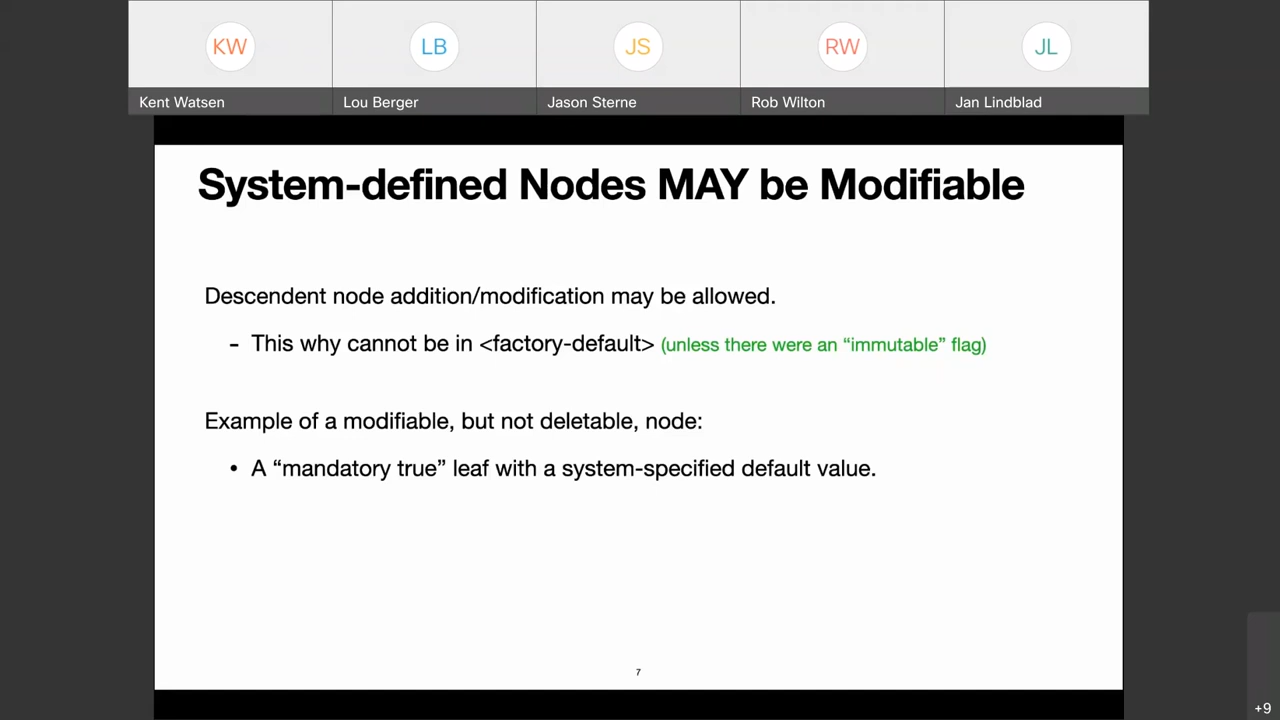 KW
LB
JS
RW
JL
Kent Watsen
Lou Berger
Jason Sterne
Rob Wilton
Jan Lindblad
System-defined Nodes MAY be Modifiable
Descendent node addition/modification may be allowed.
- This why cannot be in <factory-default> (unless there were an “immutable” flag)
Example of a modifiable, but not deletable, node:
• A “mandatory true” leaf with a system-specified default value.
7
+9